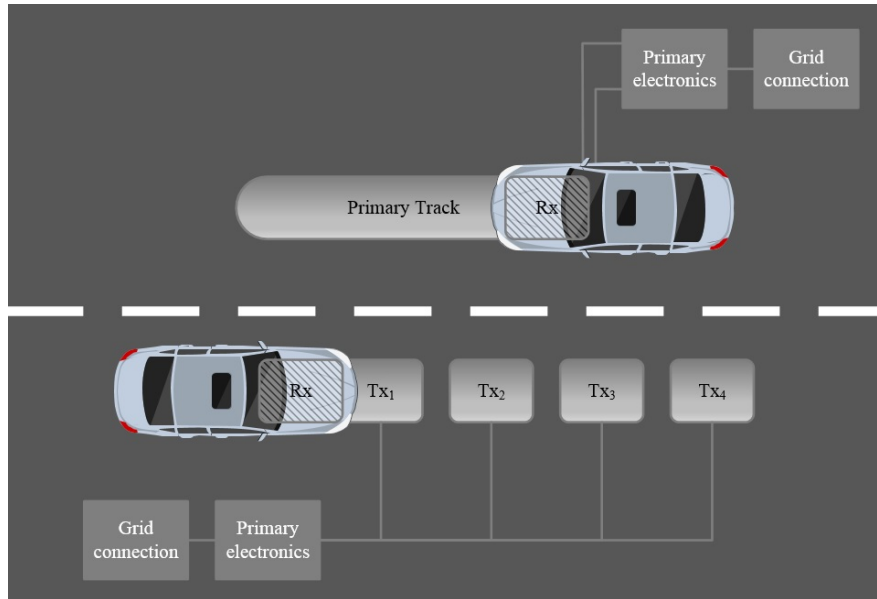 Primary
electronics
Grid
connection
Primary Track
Rx
Rx
Tx₁
Tx₂
Tx₃
Tx₄
Grid
connection
Primary
electronics